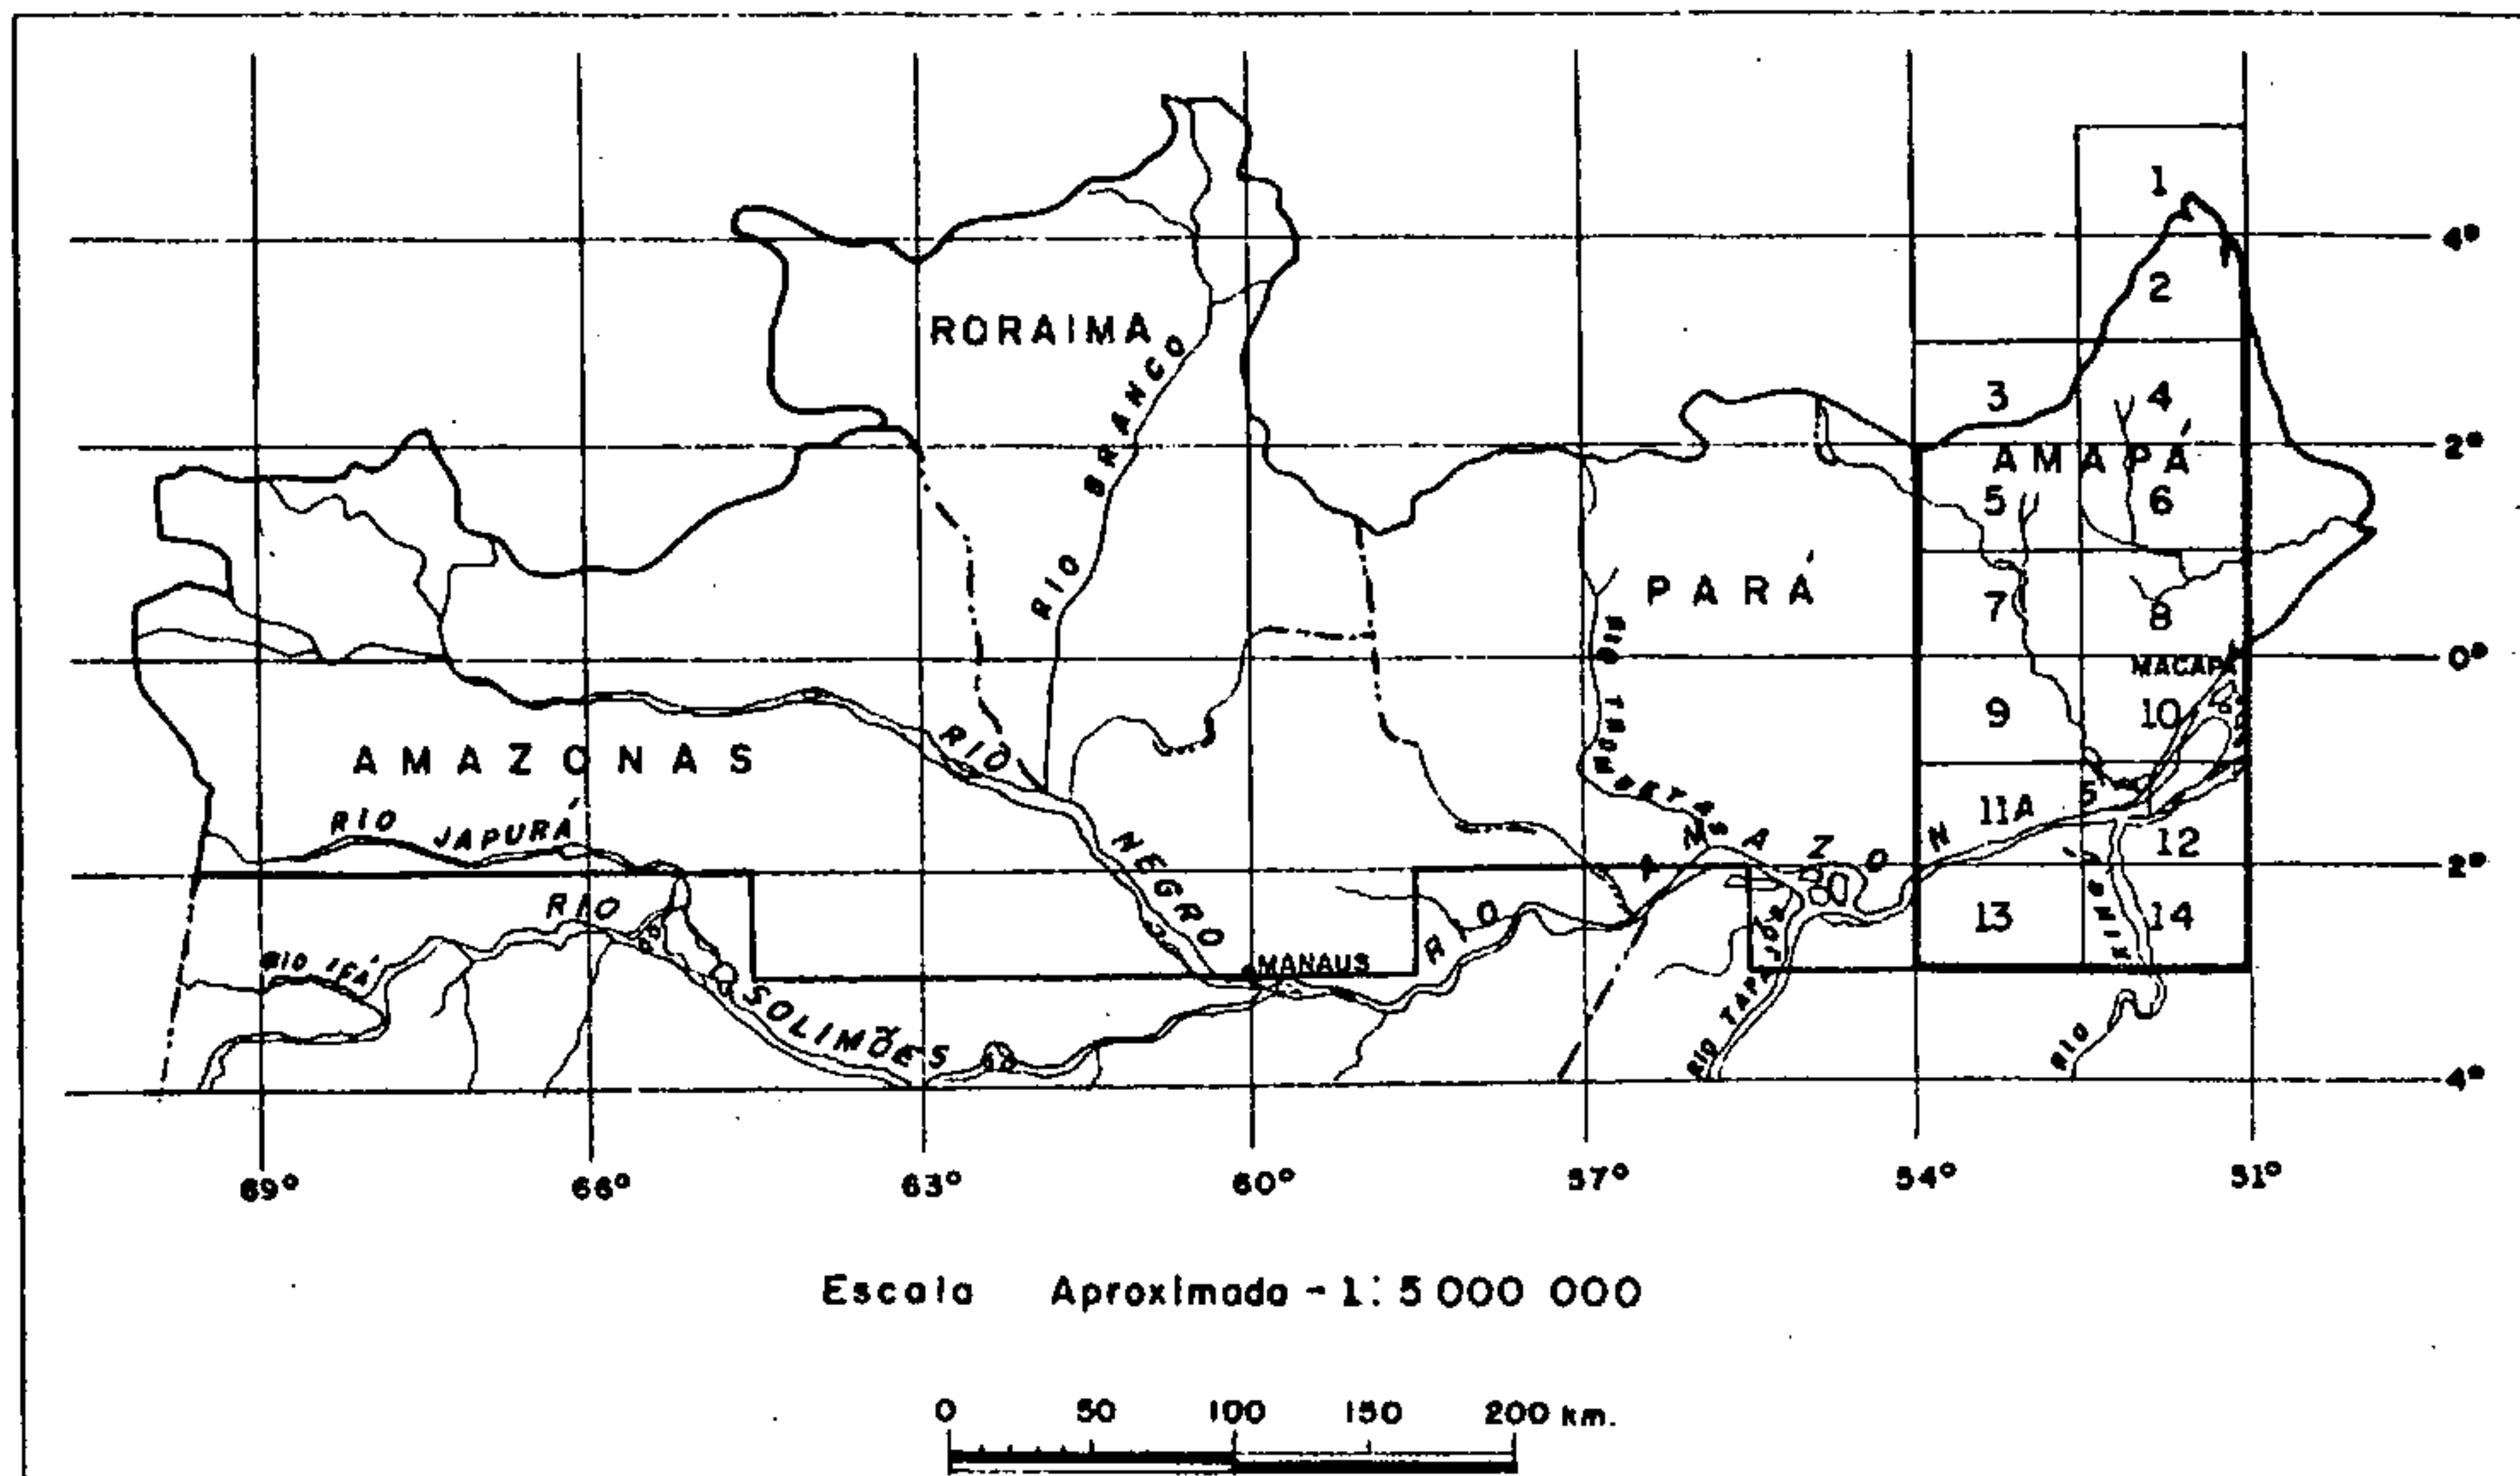 1
4°
2
RORAIMA
RIO BRANCO
3 4
2°
AMAPÁ
5 6
PARÁ
7 8
0°
MACAPÁ
9 10
RIO TROMBETAS
AMAZONAS
RIO NEGRO
RIO JAPURÁ
11A
12
2°
RIO AMAZON
RIO SOLIMÕES
RIO IÇÁ
MANAUS
13 14
RIO TAPAJOS
RIO
4°
69° 66° 63° 60° 57° 54° 51°
Escala Aproximada - 1: 5 000 000
0 50 100 150 200 km.